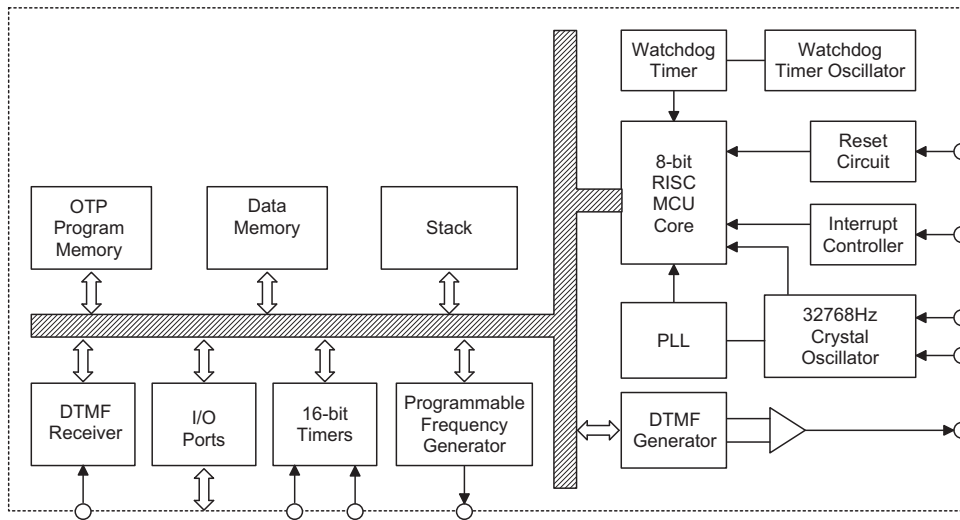 Watchdog
Timer
Watchdog
Timer Oscillator
8-bit
RISC
MCU
Core
Reset
Circuit
Interrupt
Controller
OTP
Program
Memory
Data
Memory
Stack
PLL
32768Hz
Crystal
Oscillator
DTMF
Receiver
I/O
Ports
16-bit
Timers
Programmable
Frequency
Generator
DTMF
Generator